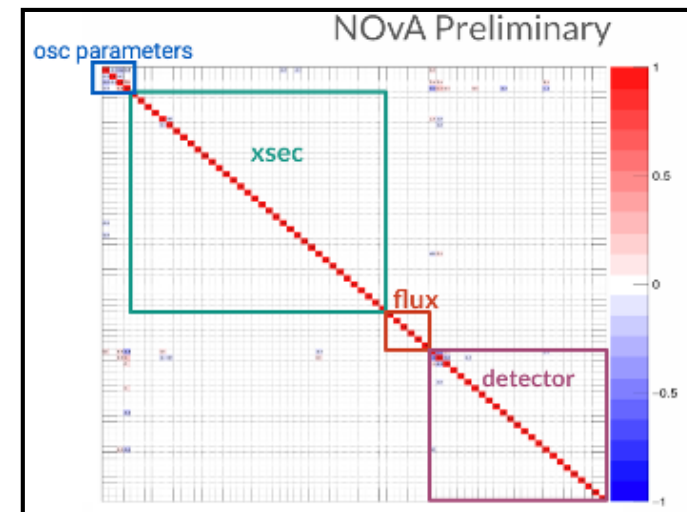 NOvA Preliminary
osc parameters
xsec
flux
detector
1
0.5
0
−0.5
−1